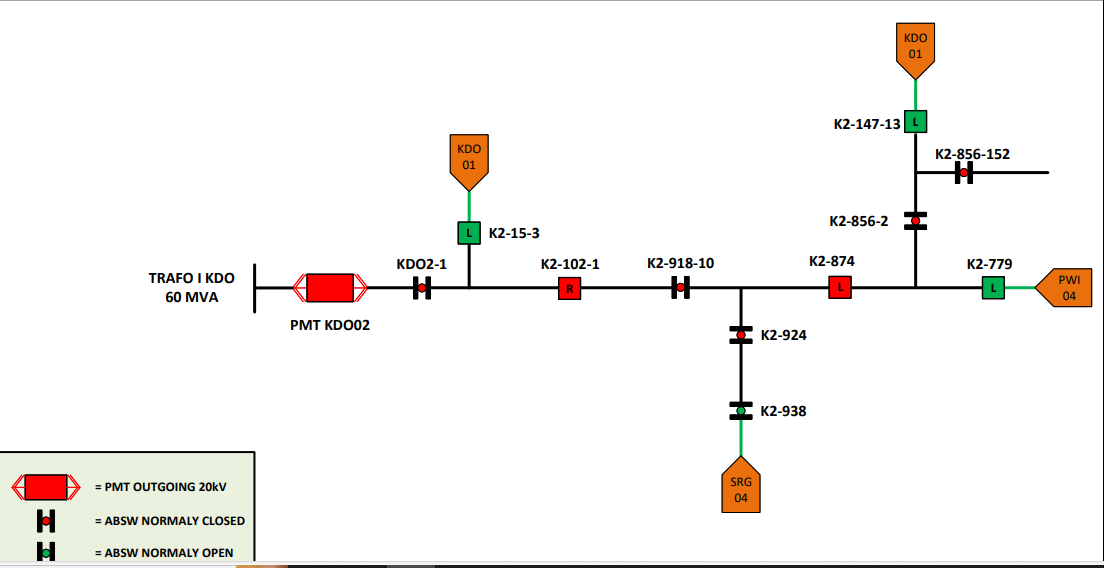 KDO
01
K2-147-13
L
K2-856-152
KDO
01
K2-856-2
L
K2-15-3
TRAFO I KDO
60 MVA
KDO2-1
K2-102-1
K2-918-10
K2-874
K2-779
R
L
L
PWI
04
PMT KDO02
K2-924
K2-938
SRG
04
= PMT OUTGOING 20kV
= ABSW NORMALY CLOSED
= ABSW NORMALY OPEN